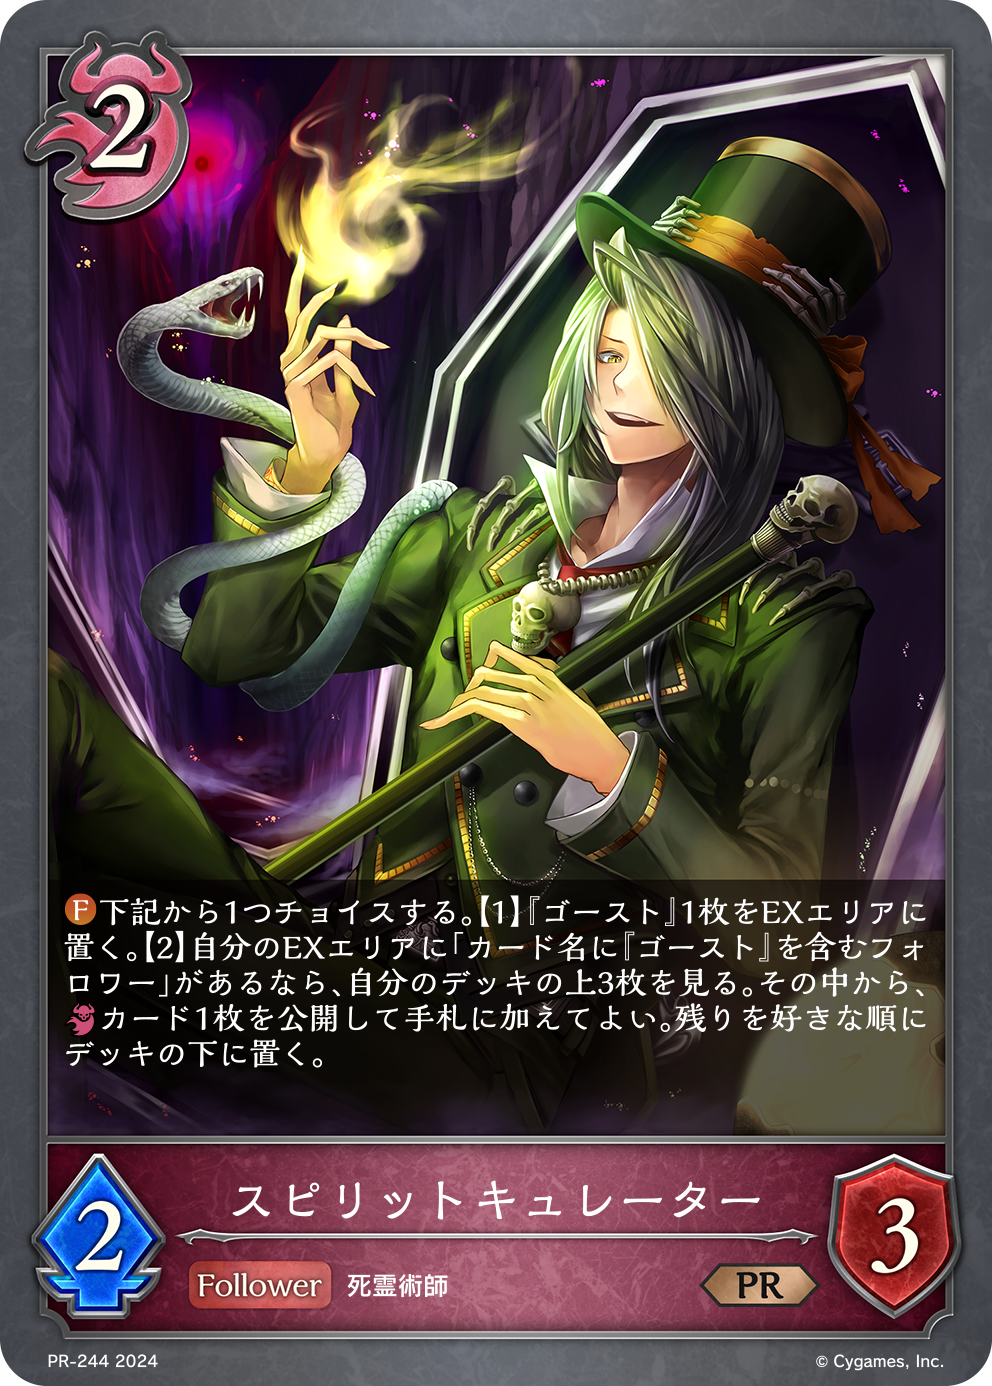 2
F下記から1つチョイスする。【1】『ゴースト』1枚をEXエリアに
置く。【2】自分のEXエリアに「カード名に『ゴースト』を含むフォ
ロワー」があるなら、自分のデッキの上3枚を見る。その中から、
カード1枚を公開して手札に加えてよい。残りを好きな順に
デッキの下に置く。
スピリットキュレーター
2
3
Follower 死霊術師
PR
PR-244 2024
© Cygames, Inc.